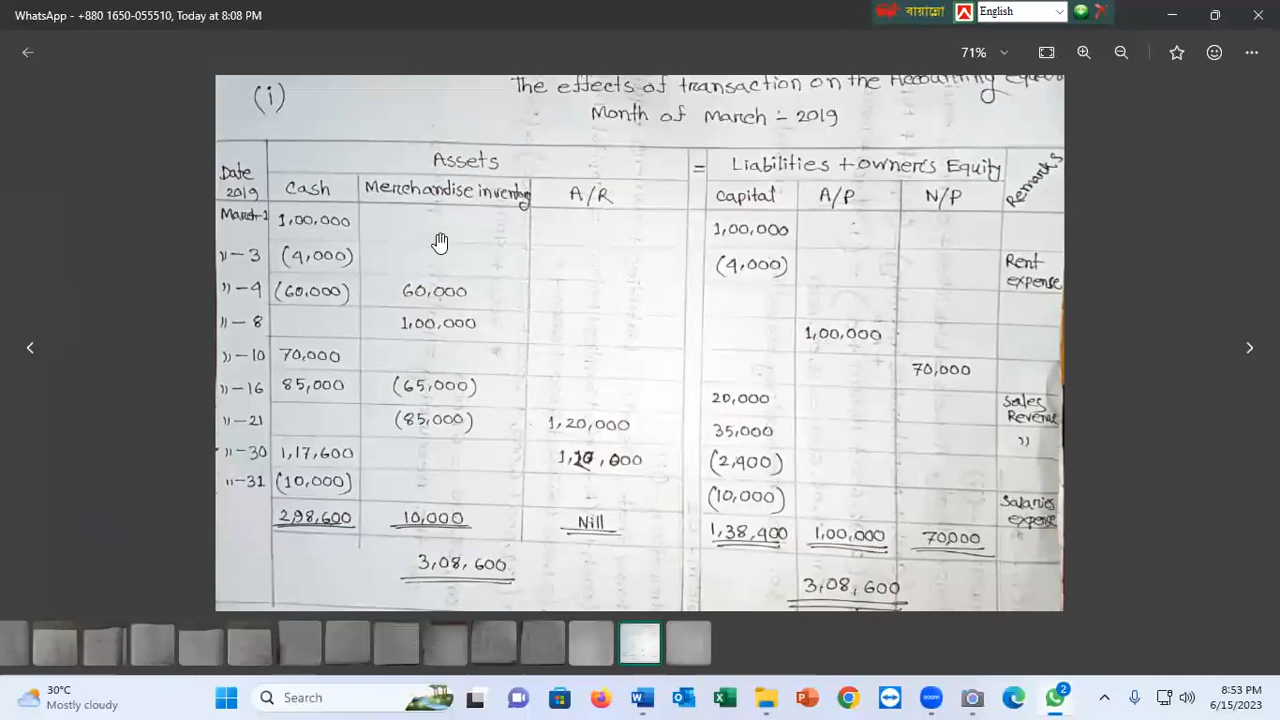 WhatsApp - +880 1650-055510, Today at 8:09 PM
বায়ান্নো
English
71%
(i)
The effects of transaction on the Accounting
Month of March - 2019
Date 2019 Assets = Liabilities + owner's Equity Remarks
Cash Merchandise inventory A/R Capital A/P N/P
March-1 1,00,000 1,00,000
"-3 (4,000) (4,000) Rent expense
"-4 (60,000) 60,000
"-8 1,00,000 1,00,000
"-10 70,000 70,000
"-16 85,000 (65,000) 20,000 Sales Revenue
"-21 (85,000) 1,20,000 35,000 "
"-30 1,17,600 (2,400)
"-31 (10,000) (10,000) Salaries expense
2,98,600 10,000 Nill 1,38,400 1,00,000 70,000
3,08,600 3,08,600
30°C
Mostly cloudy
Search
2
8:53 PM
6/15/2023